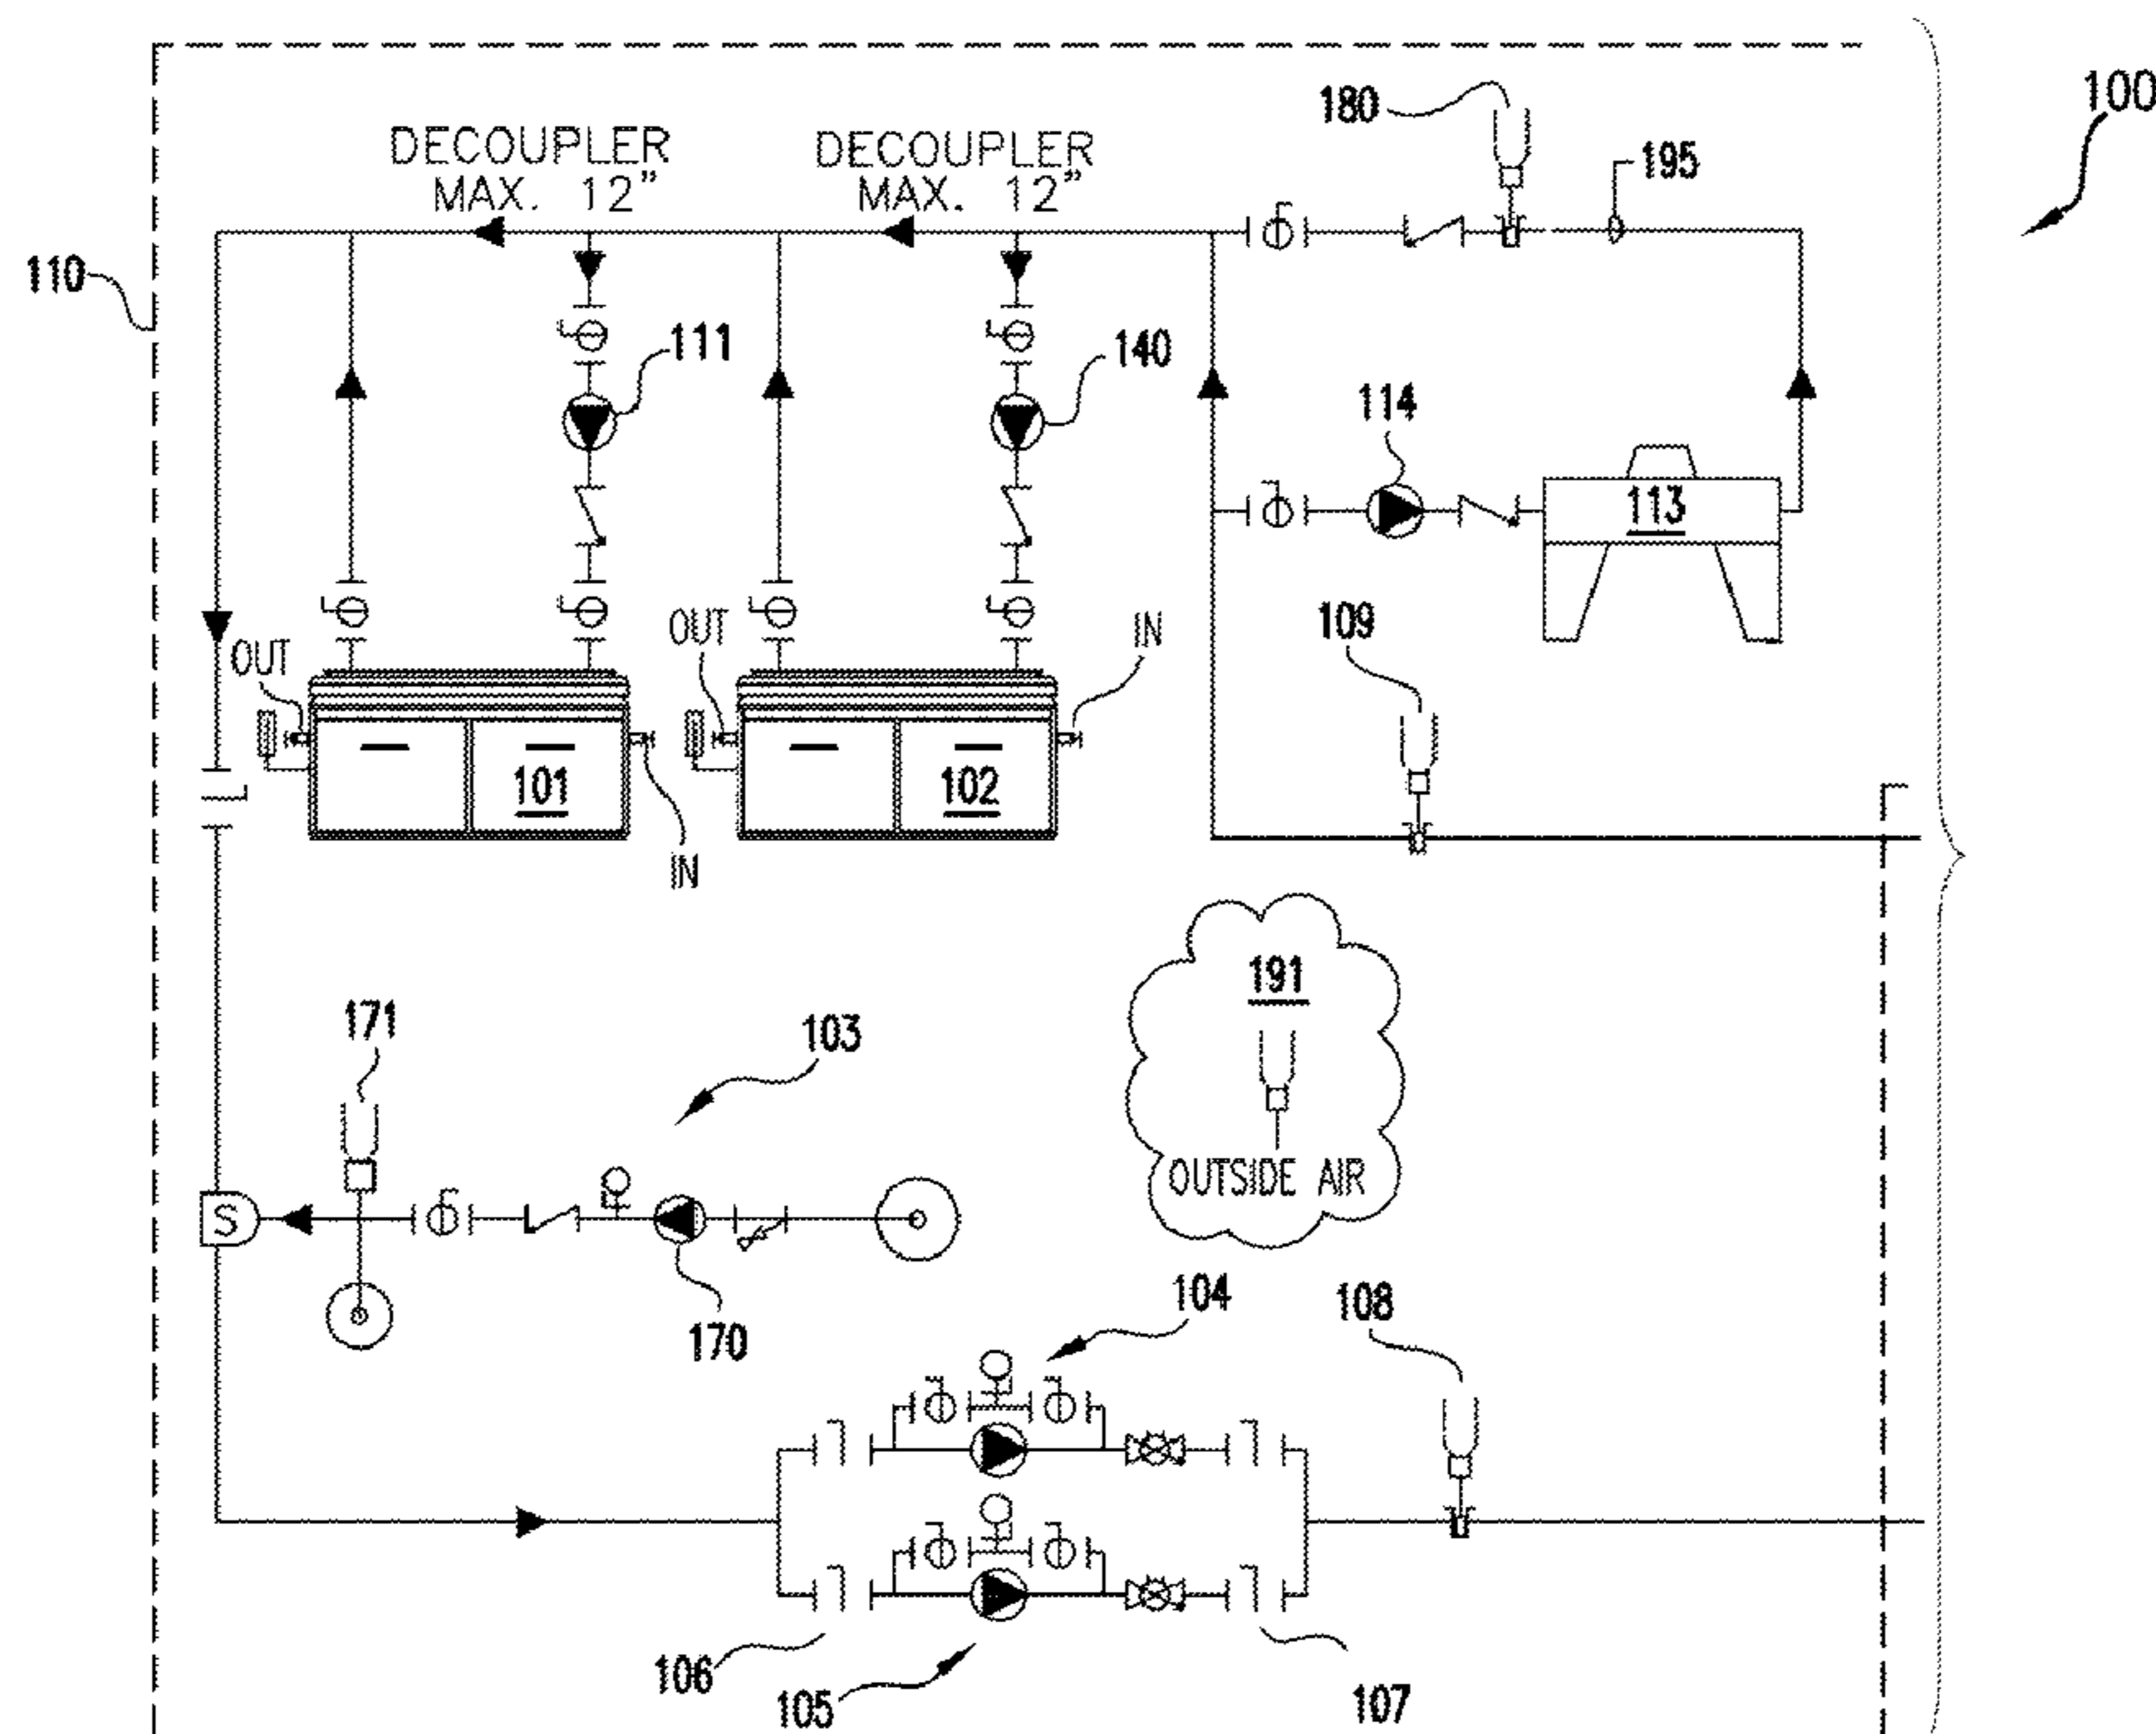 100
180
195
DECOUPLER
MAX. 12”
DECOUPLER
MAX. 12”
110
111
140
114
113
109
OUT
OUT
IN
101
102
IN
191
OUTSIDE AIR
171
103
S
170
104
108
106
105
107